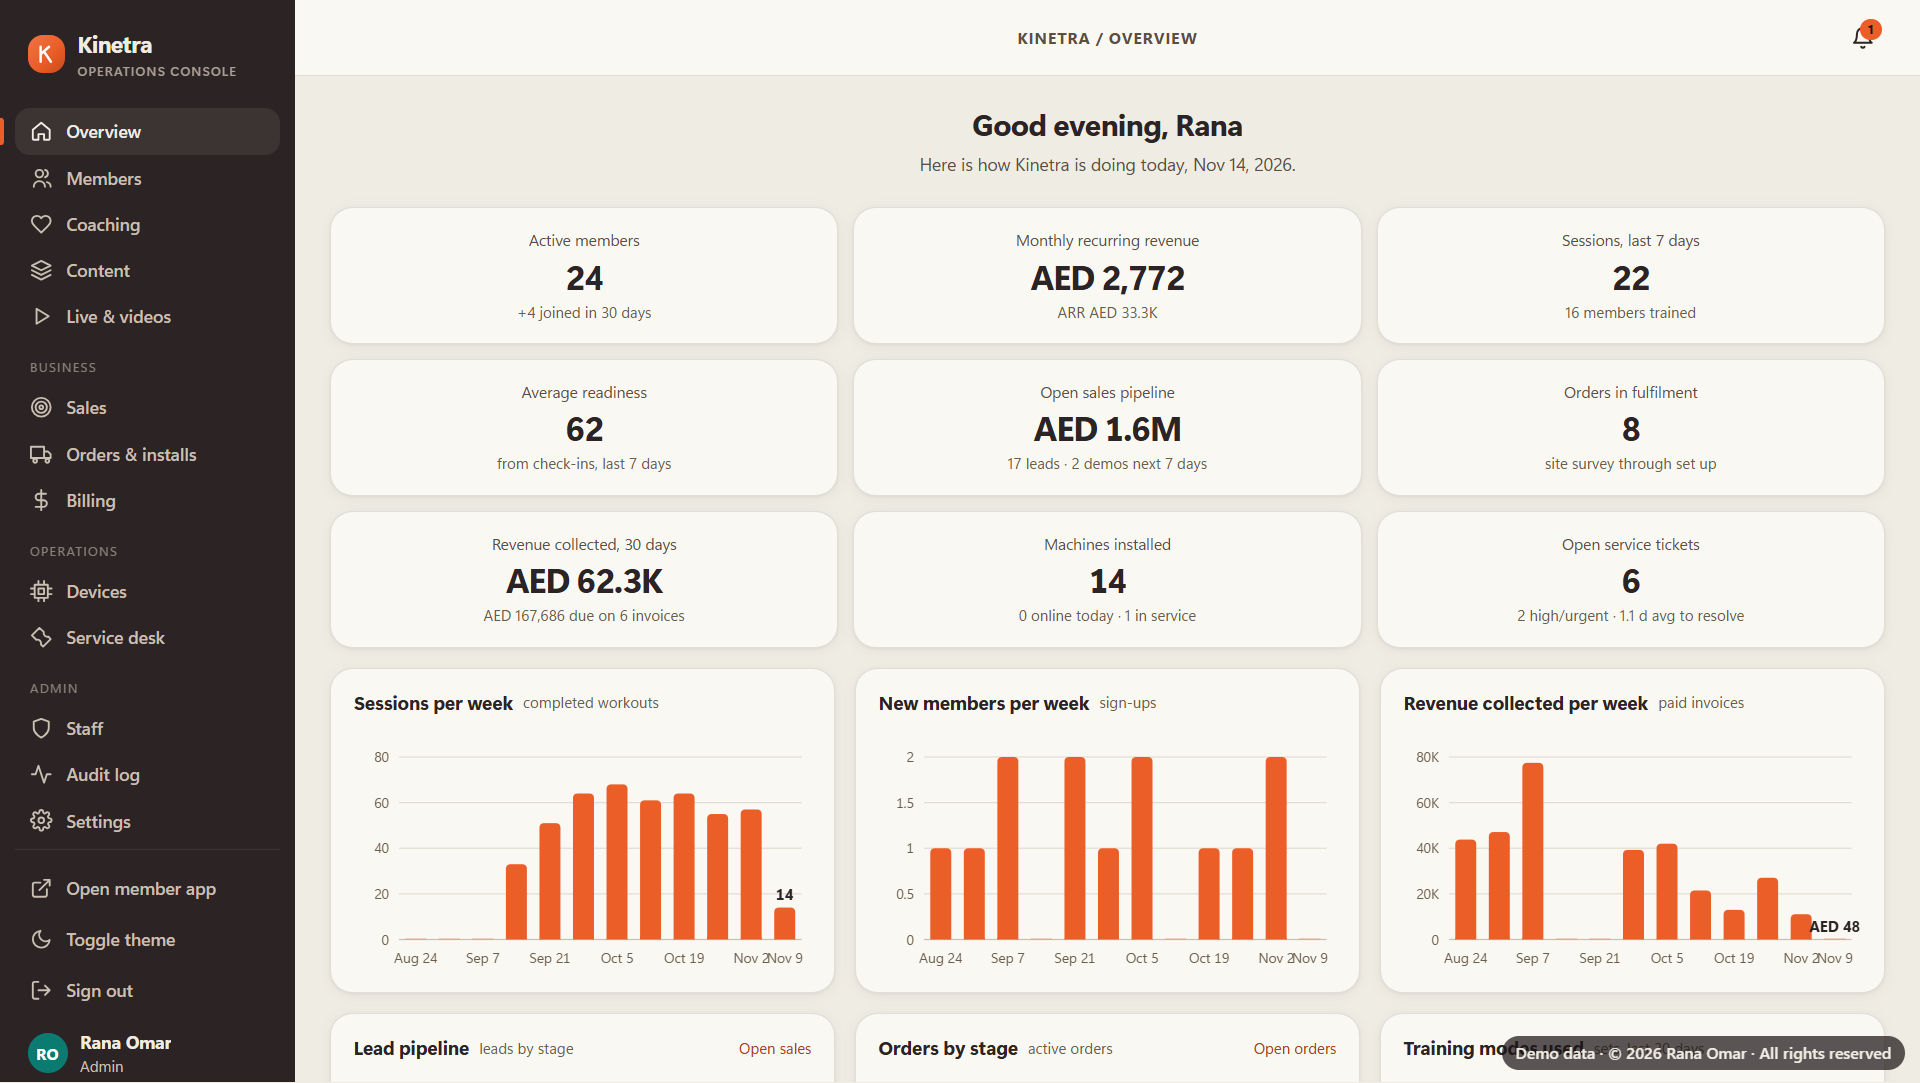 K
Kinetra
OPERATIONS CONSOLE
Overview
Members
Coaching
Content
Live & videos
BUSINESS
Sales
Orders & installs
Billing
OPERATIONS
Devices
Service desk
ADMIN
Staff
Audit log
Settings
Open member app
Toggle theme
Sign out
RO
Rana Omar
Admin
KINETRA / OVERVIEW
1
Good evening, Rana
Here is how Kinetra is doing today, Nov 14, 2026.
Active members
24
+4 joined in 30 days
Monthly recurring revenue
AED 2,772
ARR AED 33.3K
Sessions, last 7 days
22
16 members trained
Average readiness
62
from check-ins, last 7 days
Open sales pipeline
AED 1.6M
17 leads · 2 demos next 7 days
Orders in fulfilment
8
site survey through set up
Revenue collected, 30 days
AED 62.3K
AED 167,686 due on 6 invoices
Machines installed
14
0 online today · 1 in service
Open service tickets
6
2 high/urgent · 1.1 d avg to resolve
Sessions per week completed workouts
80
60
40
20
0
14
Aug 24 Sep 7 Sep 21 Oct 5 Oct 19 Nov 2 Nov 9
New members per week sign-ups
2
1.5
1
0.5
0
Aug 24 Sep 7 Sep 21 Oct 5 Oct 19 Nov 2 Nov 9
Revenue collected per week paid invoices
80K
60K
40K
20K
0
AED 48
Aug 24 Sep 7 Sep 21 Oct 5 Oct 19 Nov 2 Nov 9
Lead pipeline leads by stage Open sales
Orders by stage active orders Open orders
Training modes used
Demo data · © 2026 Rana Omar · All rights reserved